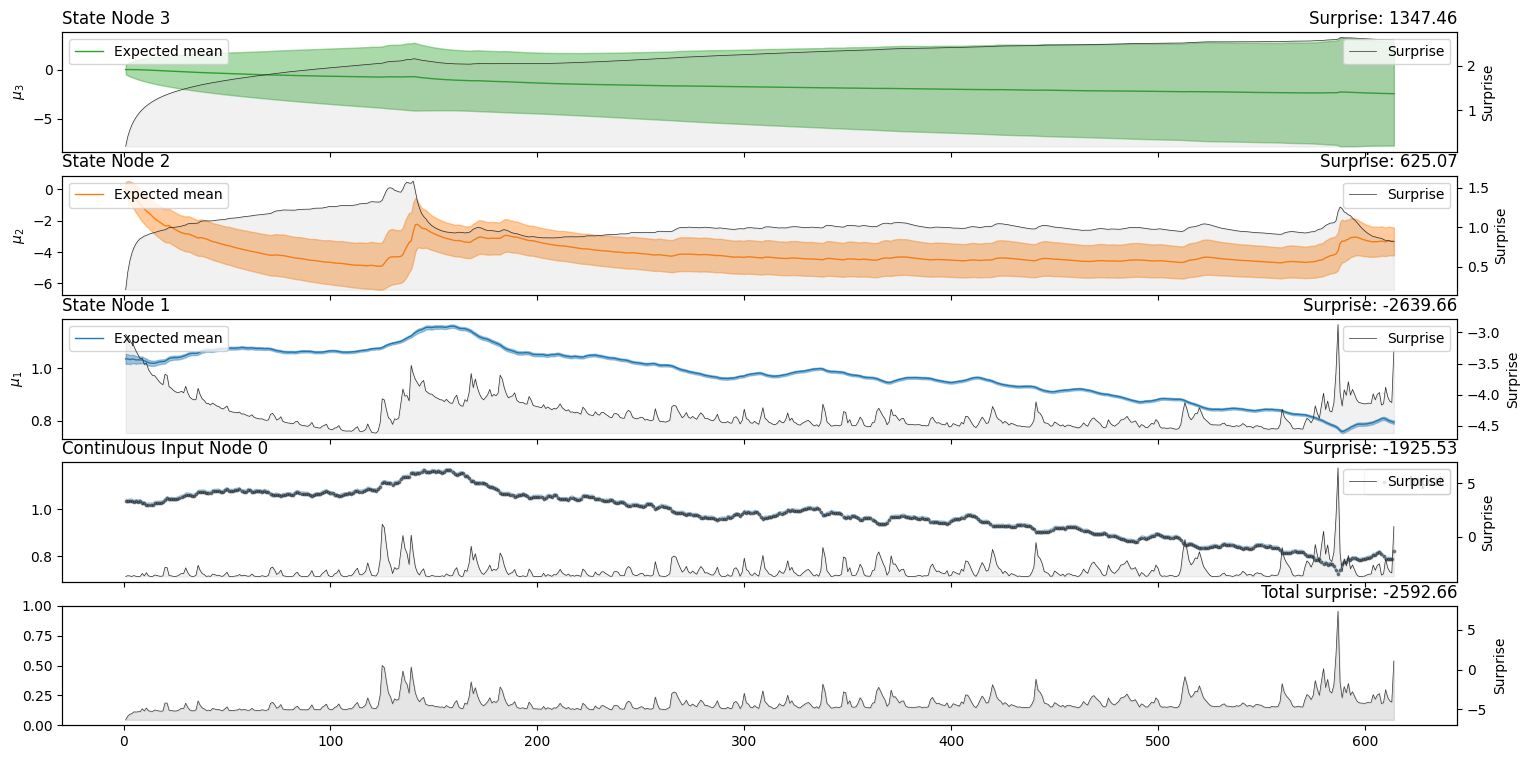 State Node 3 Surprise: 1347.46
Expected mean
Surprise
0
−5
μ3
2
1
Surprise
State Node 2 Surprise: 625.07
Expected mean
Surprise
0
−2
−4
−6
μ2
1.5
1.0
0.5
Surprise
State Node 1 Surprise: -2639.66
Expected mean
Surprise
1.0
0.8
μ1
−3.0
−3.5
−4.0
−4.5
Surprise
Continuous Input Node 0 Surprise: -1925.53
Surprise
1.0
0.8
5
0
Surprise
Total surprise: -2592.66
1.00
0.75
0.50
0.25
0.00
5
0
−5
Surprise
0 100 200 300 400 500 600